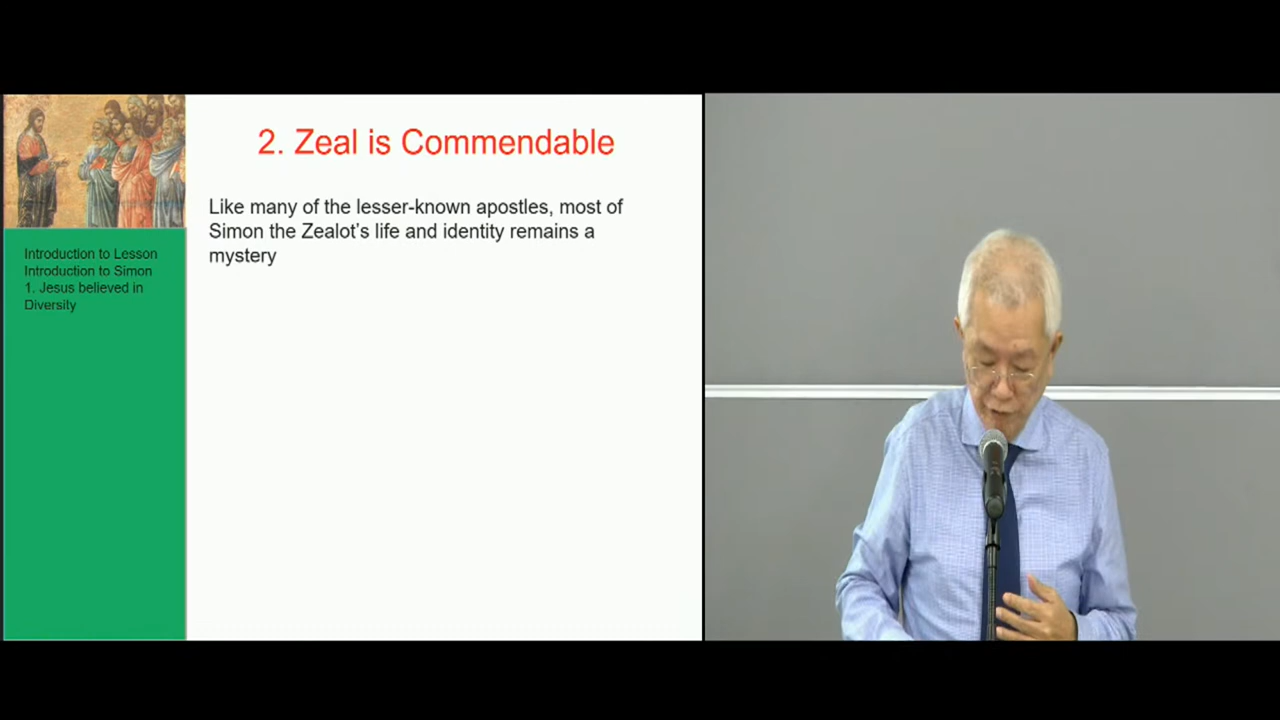 2. Zeal is Commendable
Like many of the lesser-known apostles, most of
Simon the Zealot’s life and identity remains a
mystery
Introduction to Lesson
Introduction to Simon
1. Jesus believed in
Diversity